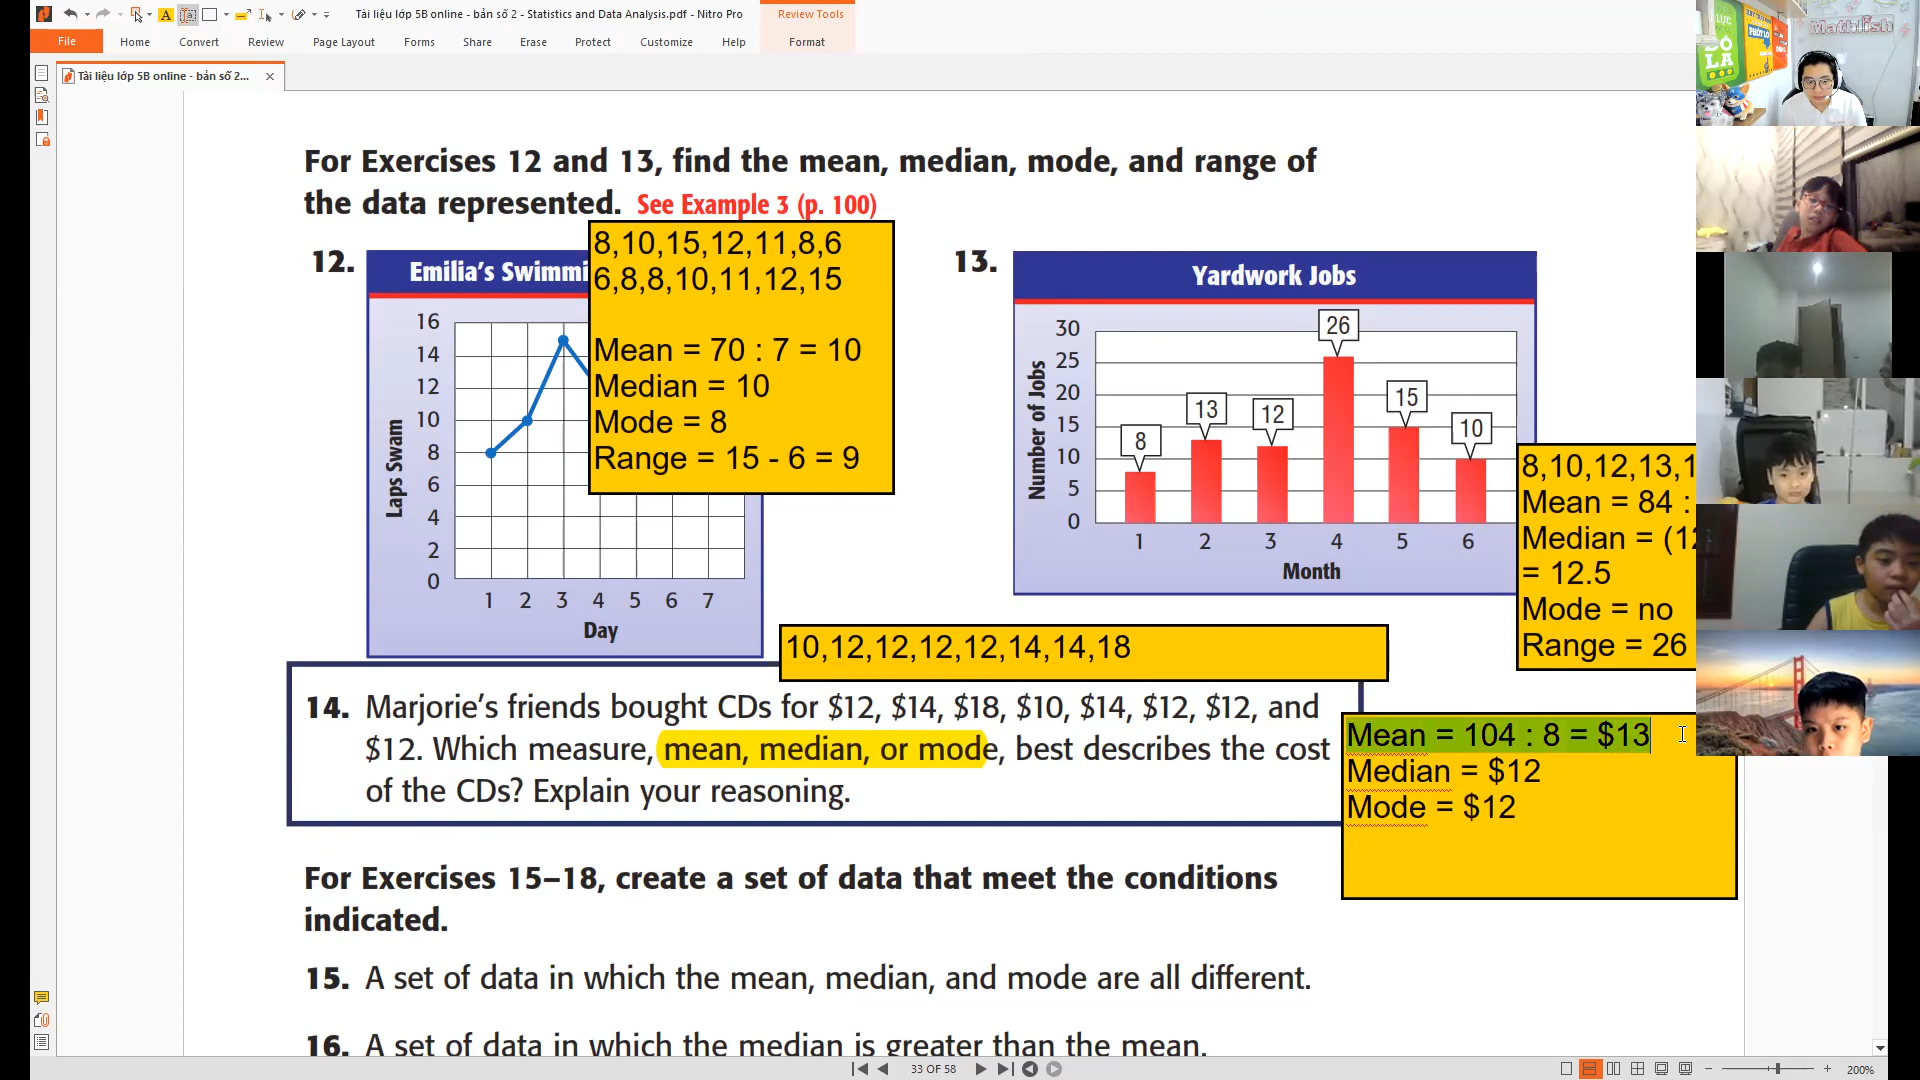 Tài liệu lớp 5B online - bản số 2 - Statistics and Data Analysis.pdf - Nitro Pro
Review Tools
File
Home
Convert
Review
Page Layout
Forms
Share
Erase
Protect
Customize
Help
Format
Tài liệu lớp 5B online - bản số 2...
For Exercises 12 and 13, find the mean, median, mode, and range of
the data represented. See Example 3 (p. 100)
12.
Emilia's Swimmi
16
14
12
10
8
6
4
2
0
Laps Swam
1 2 3 4 5 6 7
Day
8,10,15,12,11,8,6
6,8,8,10,11,12,15
Mean = 70 : 7 = 10
Median = 10
Mode = 8
Range = 15 - 6 = 9
13.
Yardwork Jobs
30
25
20
15
10
5
0
Number of Jobs
8
13
12
26
15
10
1 2 3 4 5 6
Month
8,10,12,13,1
Mean = 84 :
Median = (12
= 12.5
Mode = no
Range = 26
10,12,12,12,12,14,14,18
14. Marjorie's friends bought CDs for $12, $14, $18, $10, $14, $12, $12, and
$12. Which measure, mean, median, or mode, best describes the cost
of the CDs? Explain your reasoning.
Mean = 104 : 8 = $13
Median = $12
Mode = $12
For Exercises 15–18, create a set of data that meet the conditions
indicated.
15. A set of data in which the mean, median, and mode are all different.
16. A set of data in which the median is greater than the mean.
33 OF 58
200%
Mathlish